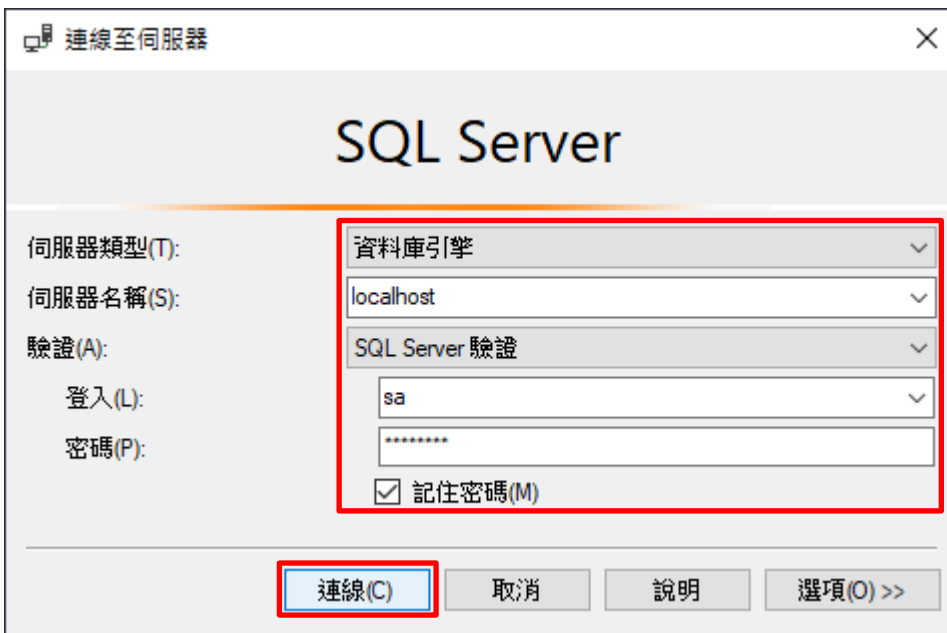 連線至伺服器
SQL Server
伺服器類型(T): 資料庫引擎
伺服器名稱(S): localhost
驗證(A): SQL Server 驗證
登入(L): sa
密碼(P): ********
記住密碼(M)
連線(C) 取消 說明 選項(O) >>